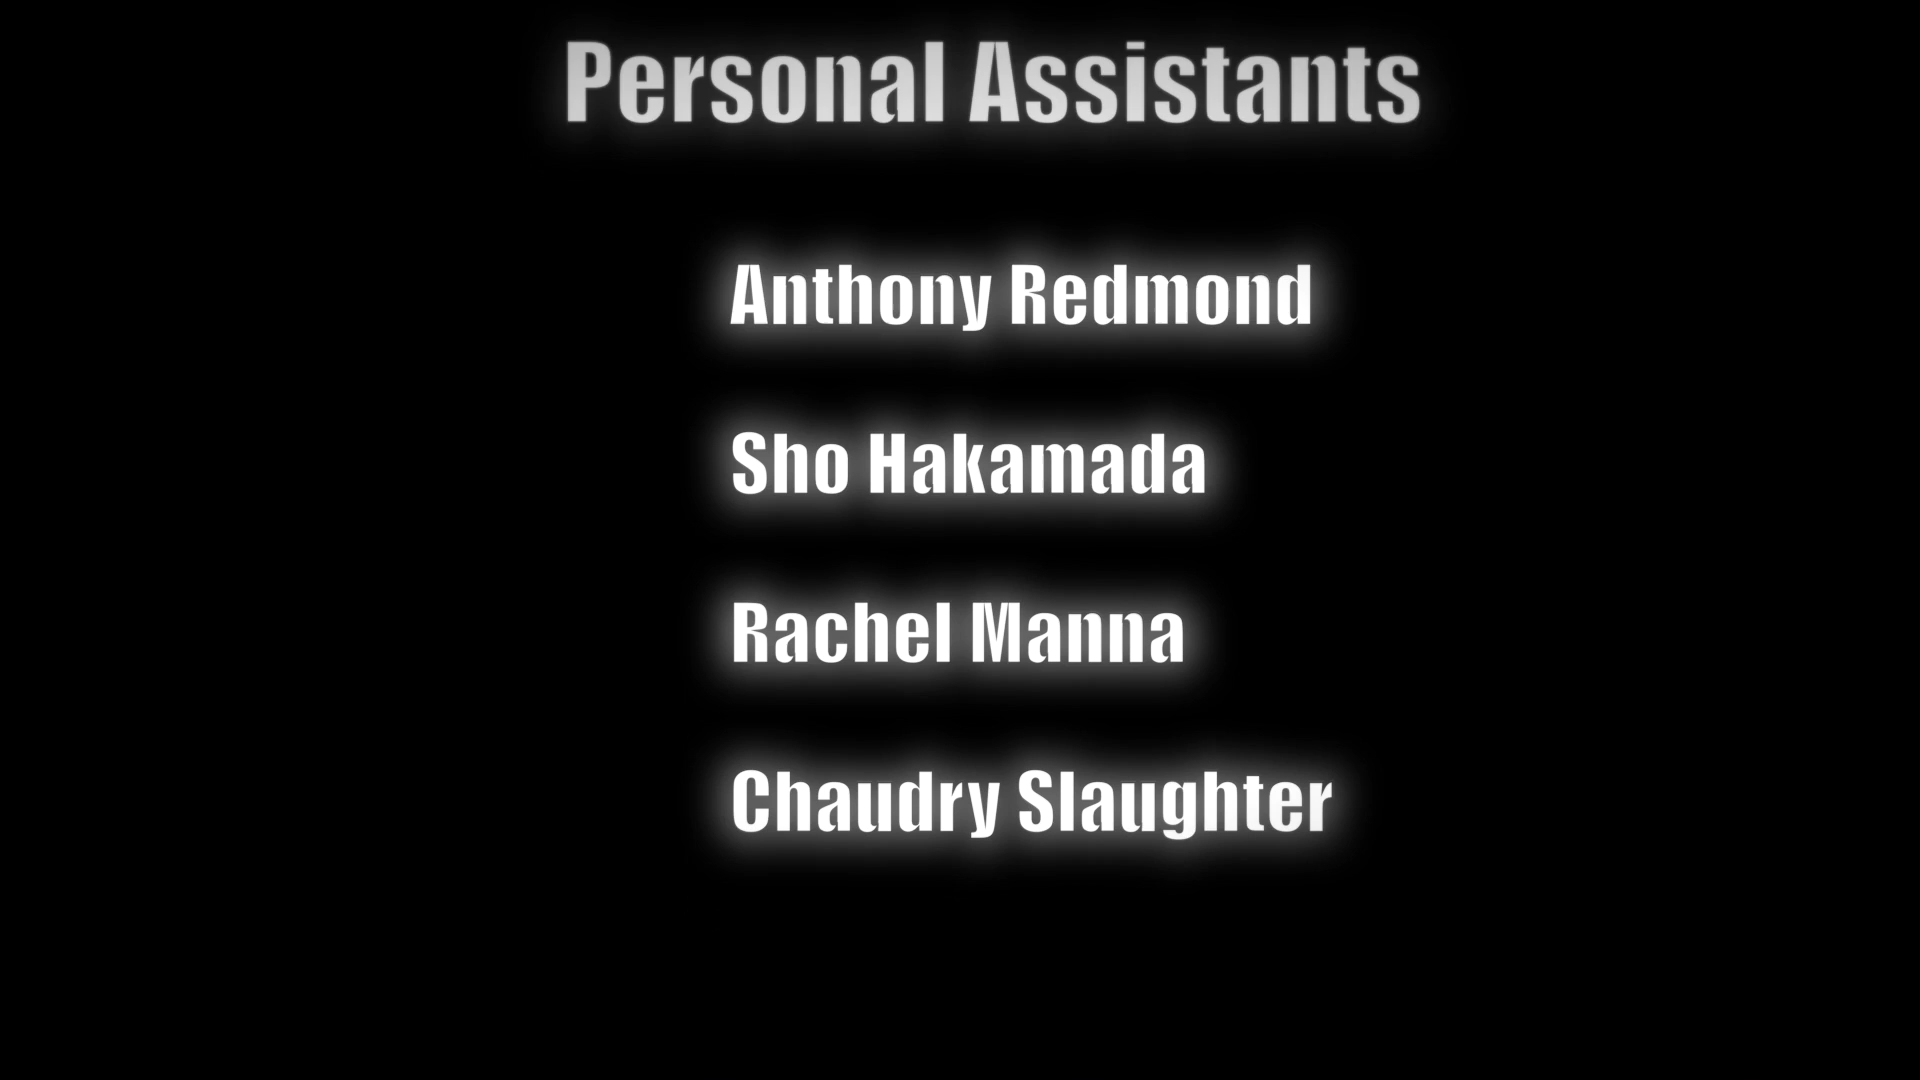 Personal Assistants
Anthony Redmond
Sho Hakamada
Rachel Manna
Chaudry Slaughter